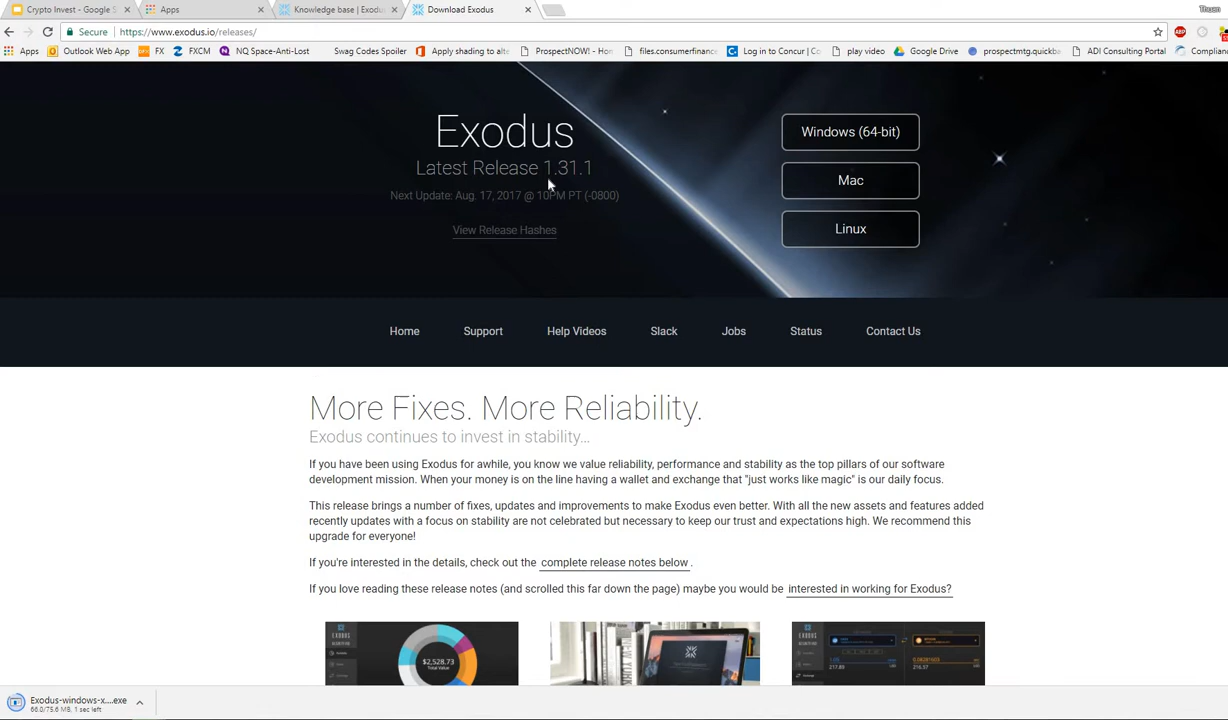 Crypto Invest - Google S
Apps
Knowledge base | Exodu
Download Exodus
Secure
https://www.exodus.io/releases/
Apps
Outlook Web App
FX
FXCM
NQ Space-Anti-Lost
Swag Codes Spoiler
Apply shading to alte
ProspectNOW! - Hom
files.consumerfinance
Log in to Concur | Co
play video
Google Drive
prospectmtg.quickba
ADI Consulting Portal
Complianc
Exodus
Latest Release 1.31.1
Next Update: Aug. 17, 2017 @ 10PM PT (-0800)
View Release Hashes
Windows (64-bit)
Mac
Linux
Home
Support
Help Videos
Slack
Jobs
Status
Contact Us
More Fixes. More Reliability.
Exodus continues to invest in stability...
If you have been using Exodus for awhile, you know we value reliability, performance and stability as the top pillars of our software
development mission. When your money is on the line having a wallet and exchange that "just works like magic" is our daily focus.
This release brings a number of fixes, updates and improvements to make Exodus even better. With all the new assets and features added
recently updates with a focus on stability are not celebrated but necessary to keep our trust and expectations high. We recommend this
upgrade for everyone!
If you're interested in the details, check out the complete release notes below .
If you love reading these release notes (and scrolled this far down the page) maybe you would be interested in working for Exodus?
EXODUS
$2,528.73
Total Value
EXODUS
217.89
216.37
Exodus-windows-x....exe
66.0/75.6 MB, 1 sec left